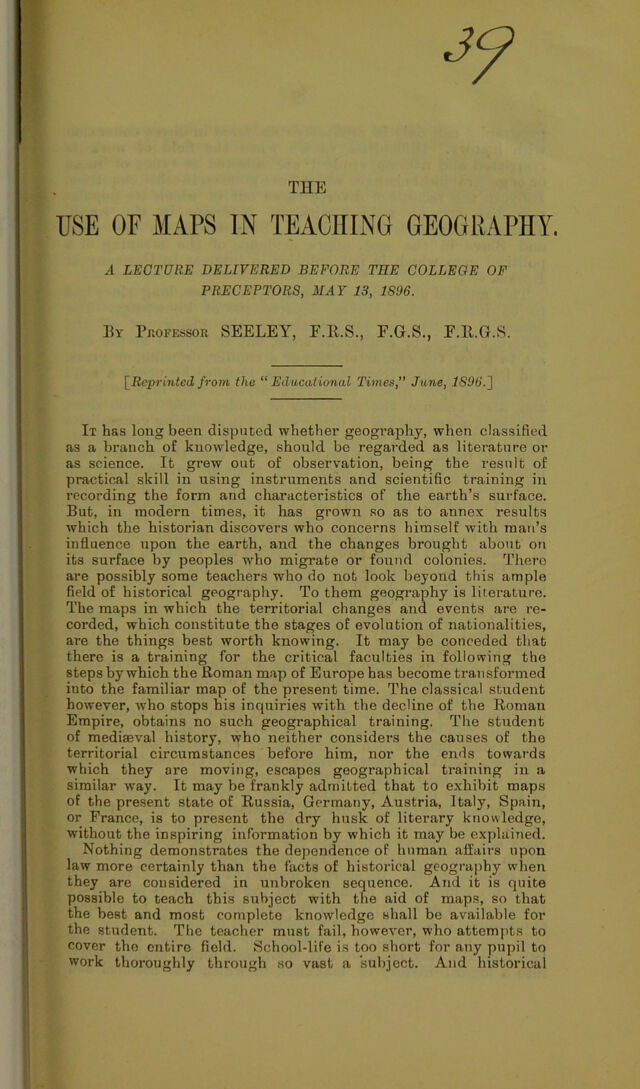 39
THE
USE OF MAPS IN TEACHING GEOGRAPHY.
A LECTURE DELIVERED BEFORE THE COLLEGE OF
PRECEPTORS, MAY 13, 1896.
BY PROFESSOR SEELEY, F.R.S., F.G.S., F.R.G.S.
[Reprinted from the “Educational Times,” June, 1896.]
IT has long been disputed whether geography, when classified
as a branch of knowledge, should be regarded as literature or
as science. It grew out of observation, being the result of
practical skill in using instruments and scientific training in
recording the form and characteristics of the earth's surface.
But, in modern times, it has grown so as to annex results
which the historian discovers who concerns himself with man's
influence upon the earth, and the changes brought about on
its surface by peoples who migrate or found colonies. There
are possibly some teachers who do not look beyond this ample
field of historical geography. To them geography is literature.
The maps in which the territorial changes and events are re-
corded, which constitute the stages of evolution of nationalities,
are the things best worth knowing. It may be conceded that
there is a training for the critical faculties in following the
steps by which the Roman map of Europe has become transformed
into the familiar map of the present time. The classical student
however, who stops his inquiries with the decline of the Roman
Empire, obtains no such geographical training. The student
of mediæval history, who neither considers the causes of the
territorial circumstances before him, nor the ends towards
which they are moving, escapes geographical training in a
similar way. It may be frankly admitted that to exhibit maps
of the present state of Russia, Germany, Austria, Italy, Spain,
or France, is to present the dry husk of literary knowledge,
without the inspiring information by which it may be explained.
Nothing demonstrates the dependence of human affairs upon
law more certainly than the facts of historical geography when
they are considered in unbroken sequence. And it is quite
possible to teach this subject with the aid of maps, so that
the best and most complete knowledge shall be available for
the student. The teacher must fail, however, who attempts to
cover the entire field. School-life is too short for any pupil to
work thoroughly through so vast a subject. And historical